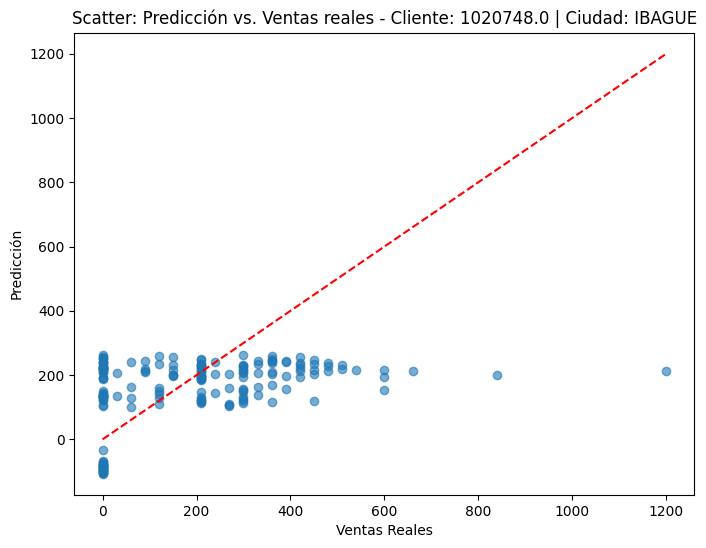 Scatter: Predicción vs. Ventas reales - Cliente: 1020748.0 | Ciudad: IBAGUE
1200
1000
800
600
400
200
0
Predicción
0 200 400 600 800 1000 1200
Ventas Reales